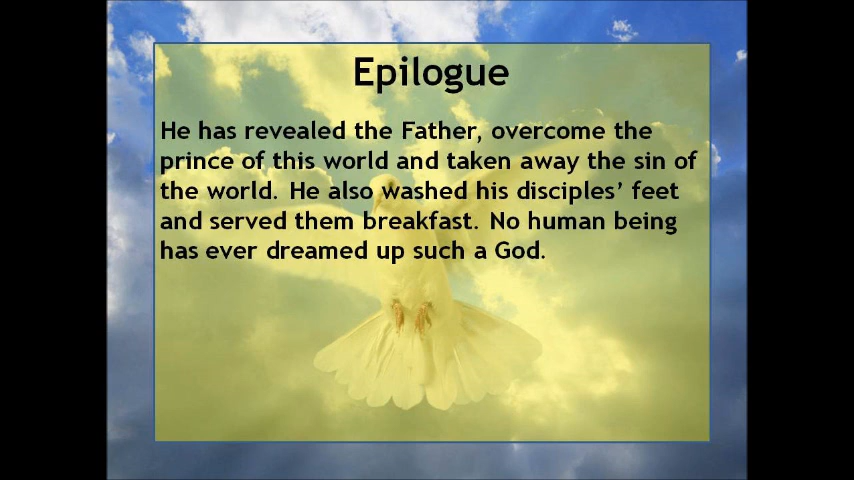 Epilogue
He has revealed the Father, overcome the
prince of this world and taken away the sin of
the world. He also washed his disciples’ feet
and served them breakfast. No human being
has ever dreamed up such a God.